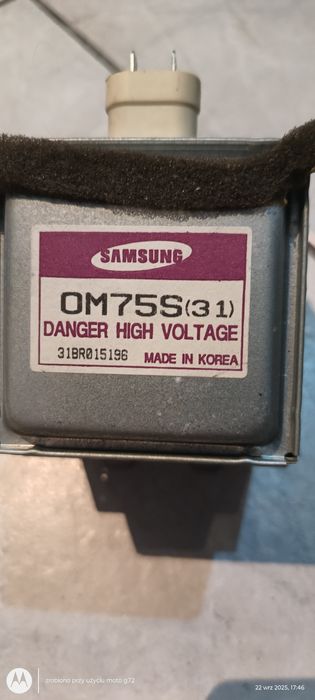 SAMSUNG
OM75S(31)
DANGER HIGH VOLTAGE
31BR015196 MADE IN KOREA
zrobiono przy użyciu moto g72
22 wrz 2025, 17:46